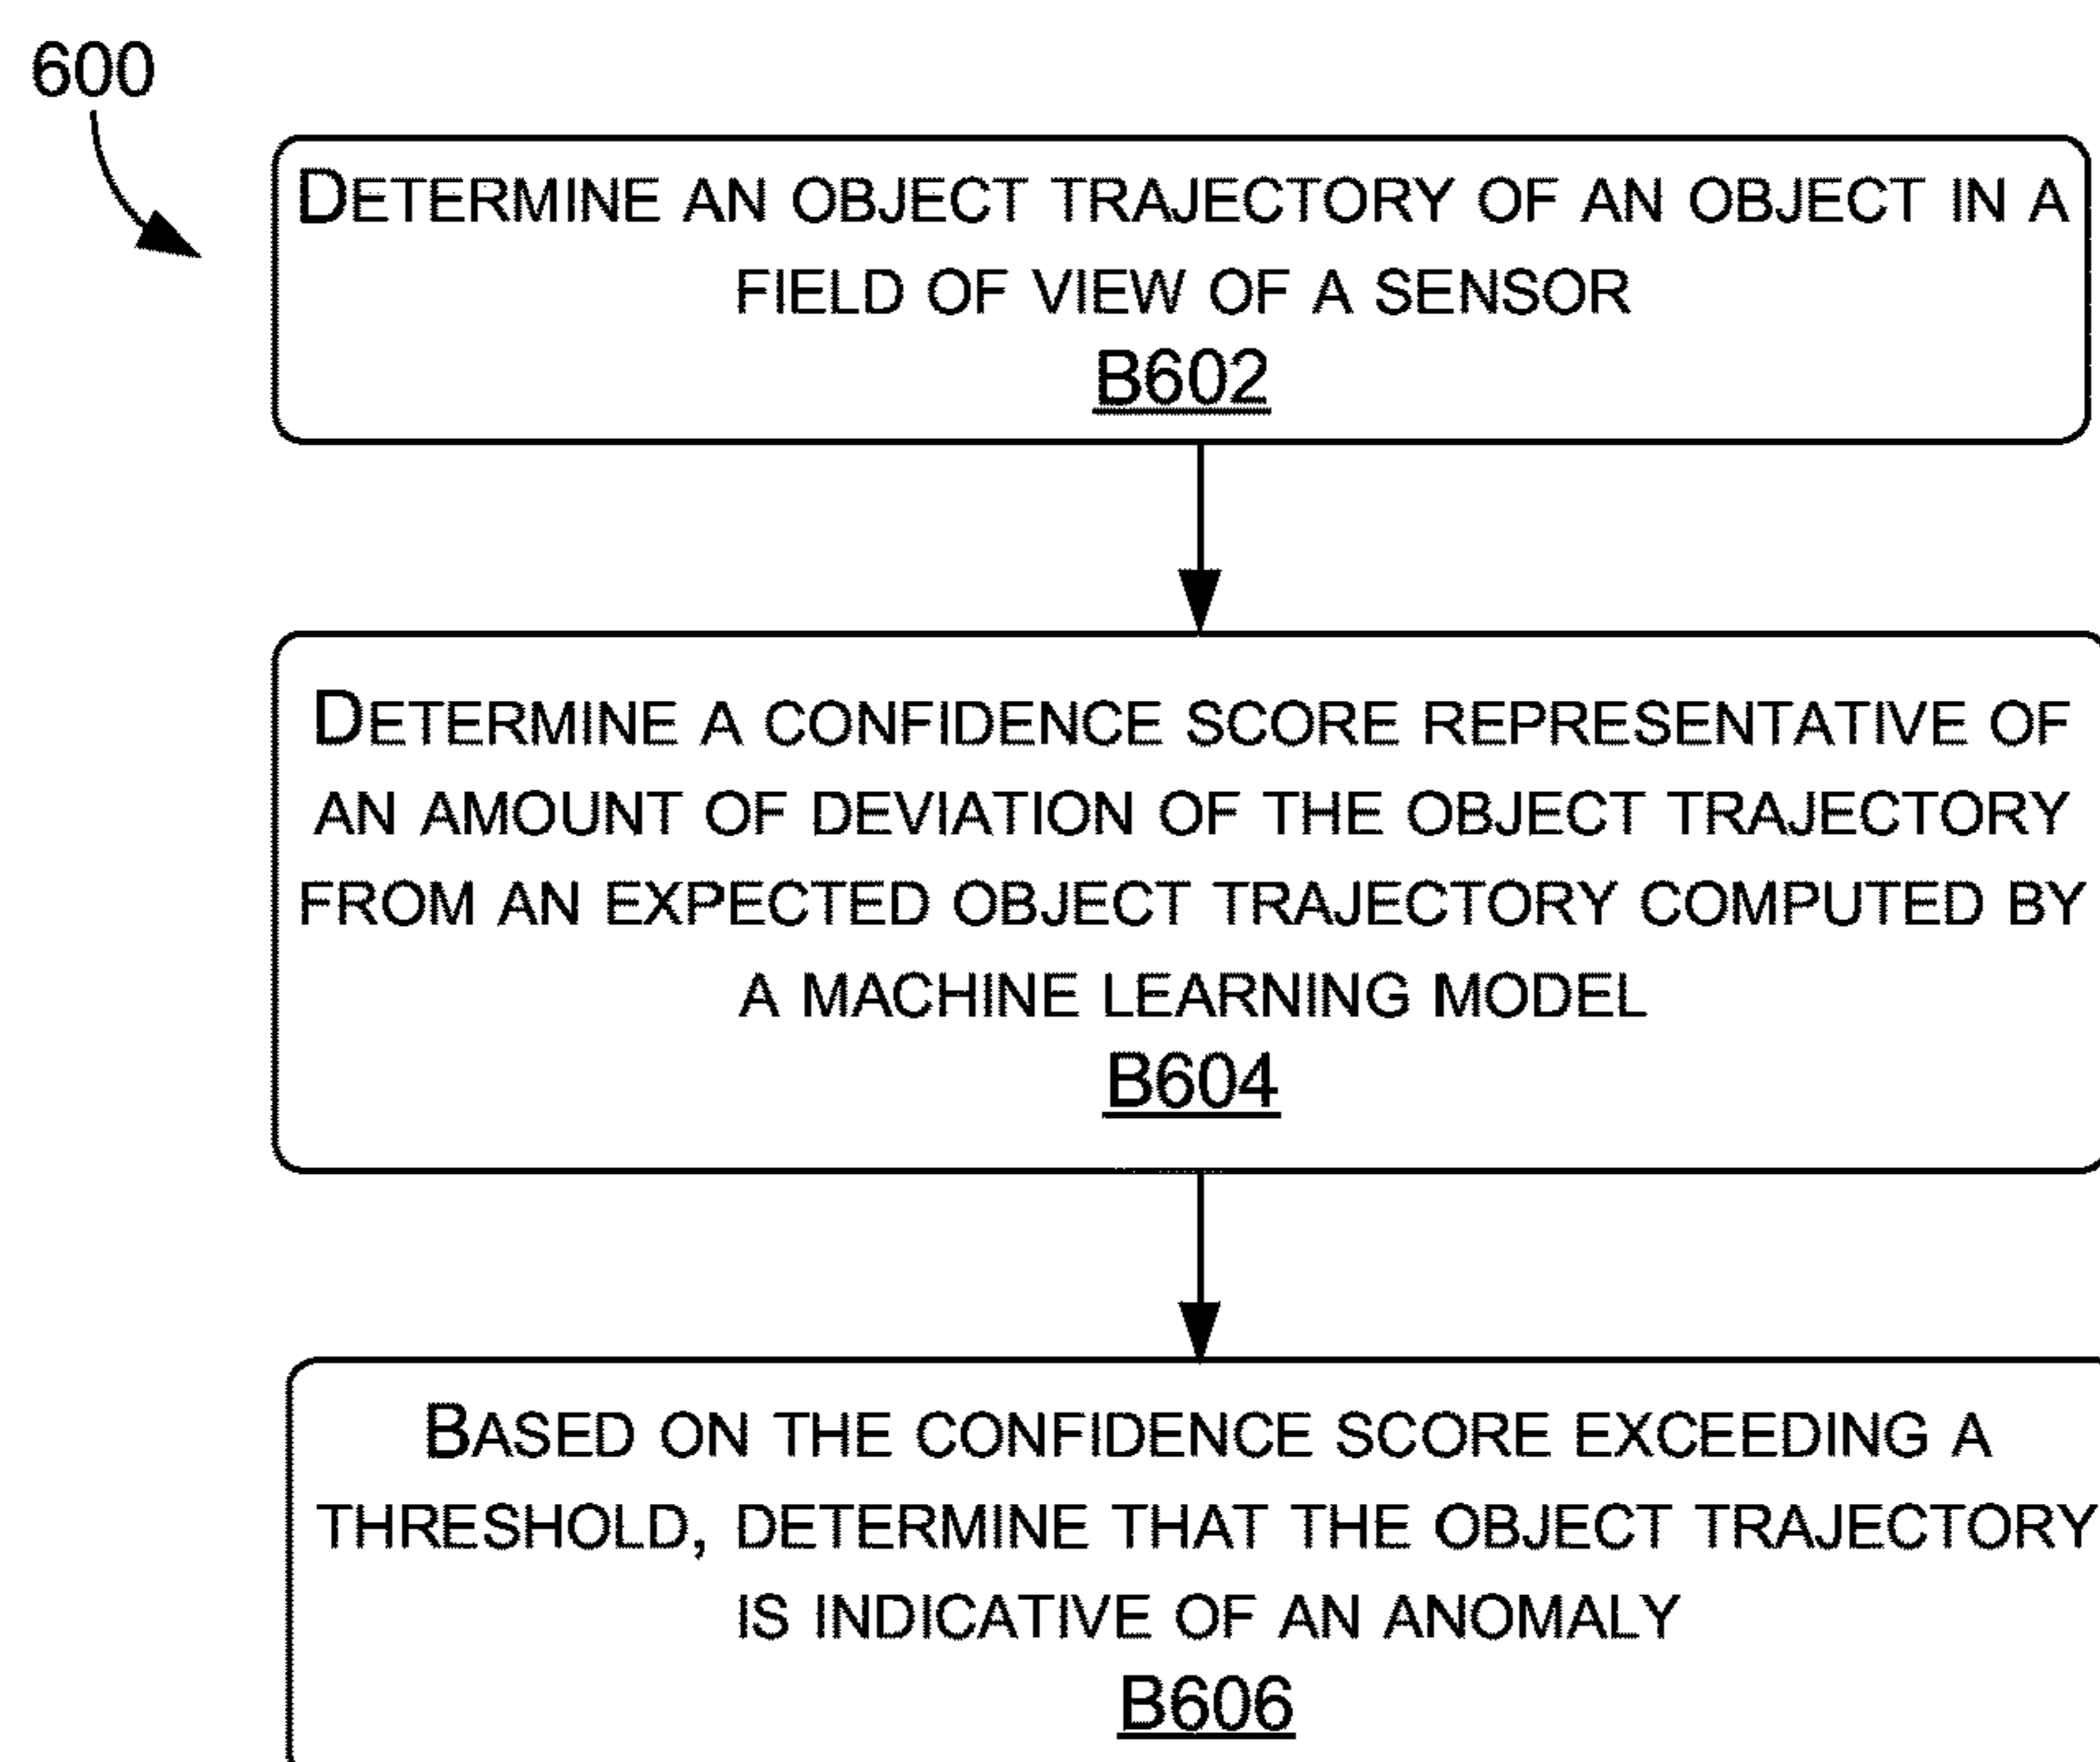 600
DETERMINE AN OBJECT TRAJECTORY OF AN OBJECT IN A
FIELD OF VIEW OF A SENSOR
B602
DETERMINE A CONFIDENCE SCORE REPRESENTATIVE OF
AN AMOUNT OF DEVIATION OF THE OBJECT TRAJECTORY
FROM AN EXPECTED OBJECT TRAJECTORY COMPUTED BY
A MACHINE LEARNING MODEL
B604
BASED ON THE CONFIDENCE SCORE EXCEEDING A
THRESHOLD, DETERMINE THAT THE OBJECT TRAJECTORY
IS INDICATIVE OF AN ANOMALY
B606